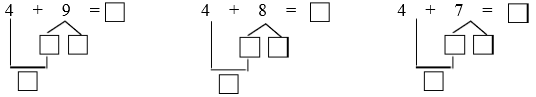 4 + 9 = 4 + 8 = 4 + 7 =